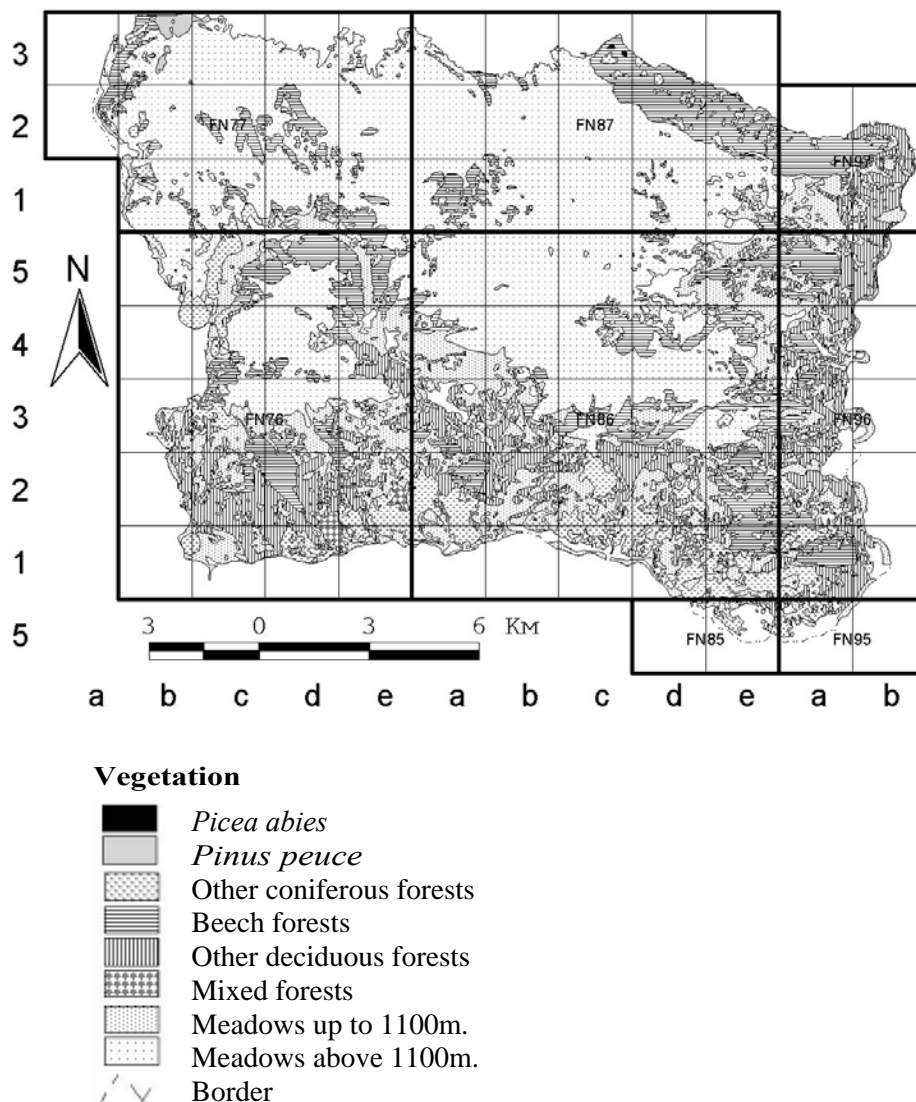 3
2
FN77
FN87
FN97
1
5
N
4
3
FN76
FN86
FN96
2
1
5
3 0 3 6 Км
FN85
FN95
a b c d e a b c d e a b
Vegetation
Picea abies
Pinus peuce
Other coniferous forests
Beech forests
Other deciduous forests
Mixed forests
Meadows up to 1100m.
Meadows above 1100m.
Border